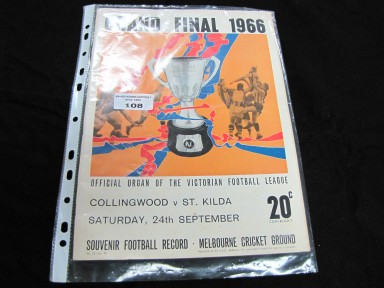 GRAND FINAL 1966
108
OFFICIAL ORGAN OF THE VICTORIAN FOOTBALL LEAGUE
COLLINGWOOD v ST. KILDA
SATURDAY, 24th SEPTEMBER
20c
SOUVENIR FOOTBALL RECORD · MELBOURNE CRICKET GROUND